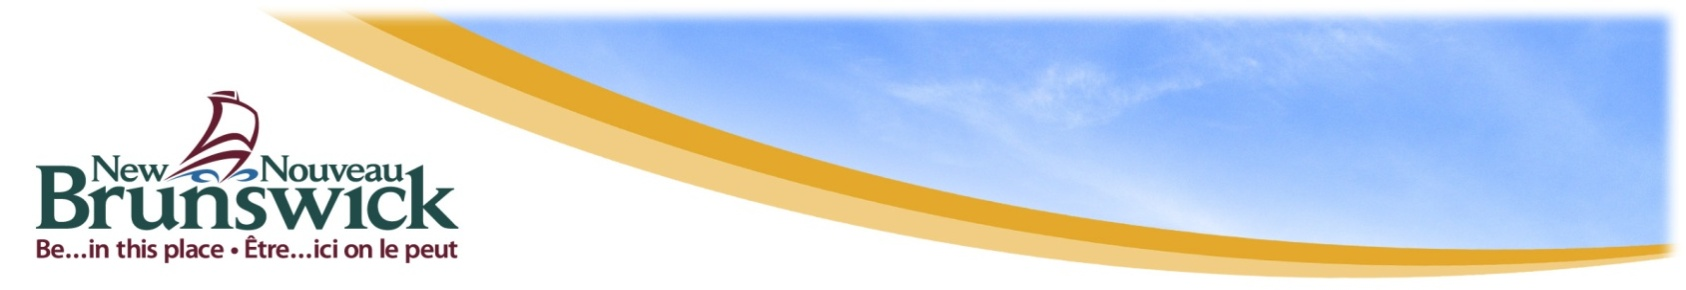 New Nouveau
Brunswick
Be...in this place • Être...ici on le peut